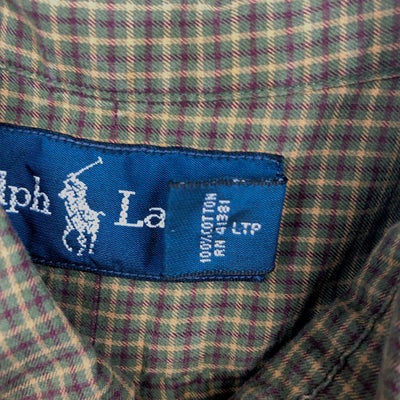 lph La
LTP
100% COTTON
RN 41381